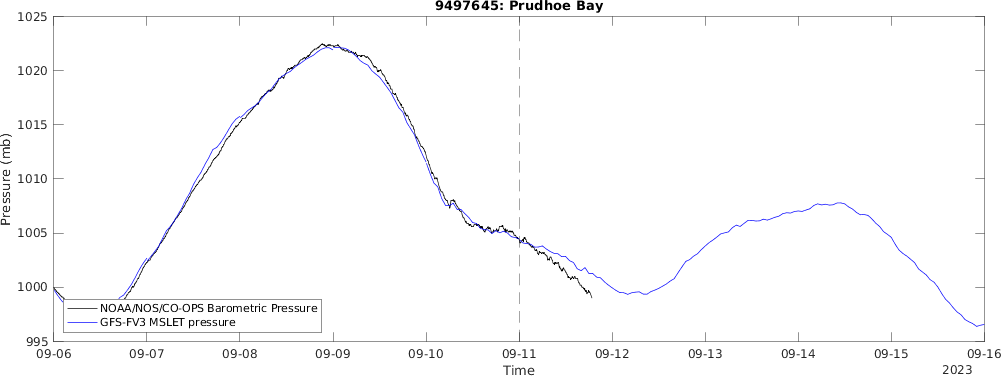 9497645: Prudhoe Bay
1025
1020
1015
1010
1005
1000
995
Pressure (mb)
NOAA/NOS/CO-OPS Barometric Pressure
GFS-FV3 MSLET pressure
09-06 09-07 09-08 09-09 09-10 09-11 09-12 09-13 09-14 09-15 09-16
Time
2023